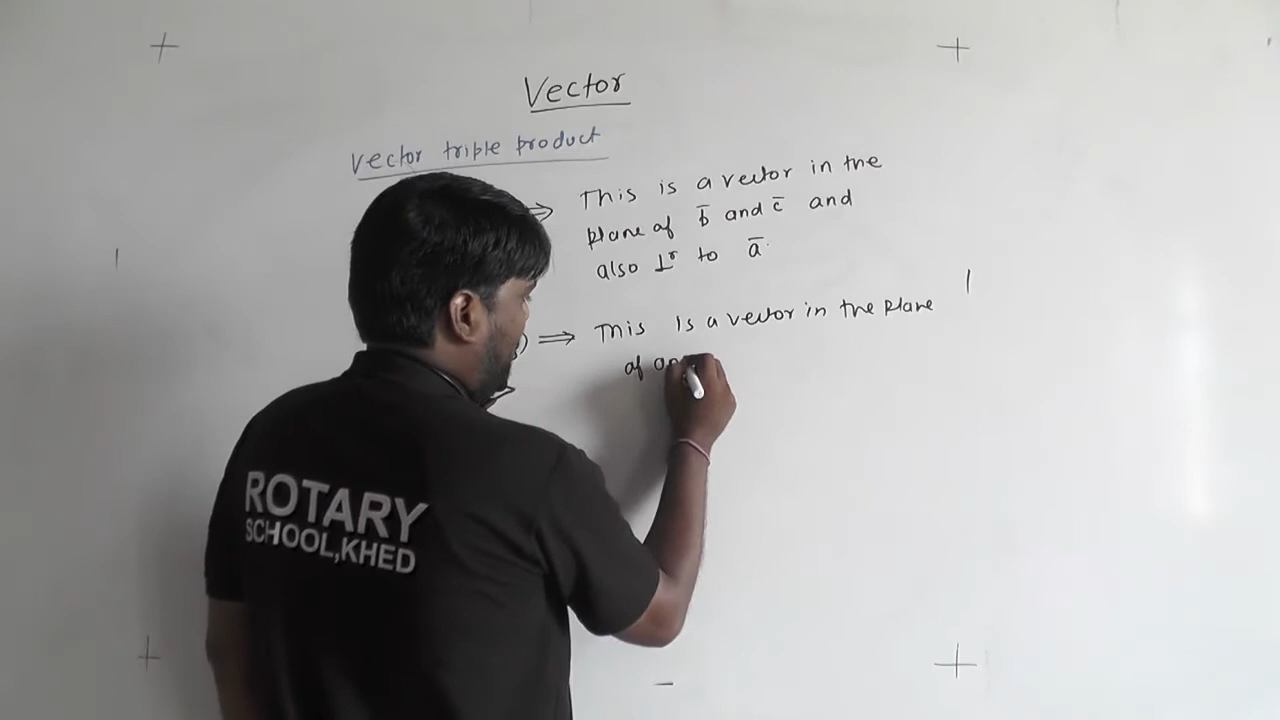 Vector
Vector triple product
⇒ This is a vector in the
plane of b̄ and c̄ and
also ⊥ʳ to ā.
) ⇒ This is a vector in the plane
of
ROTARY
SCHOOL,KHED